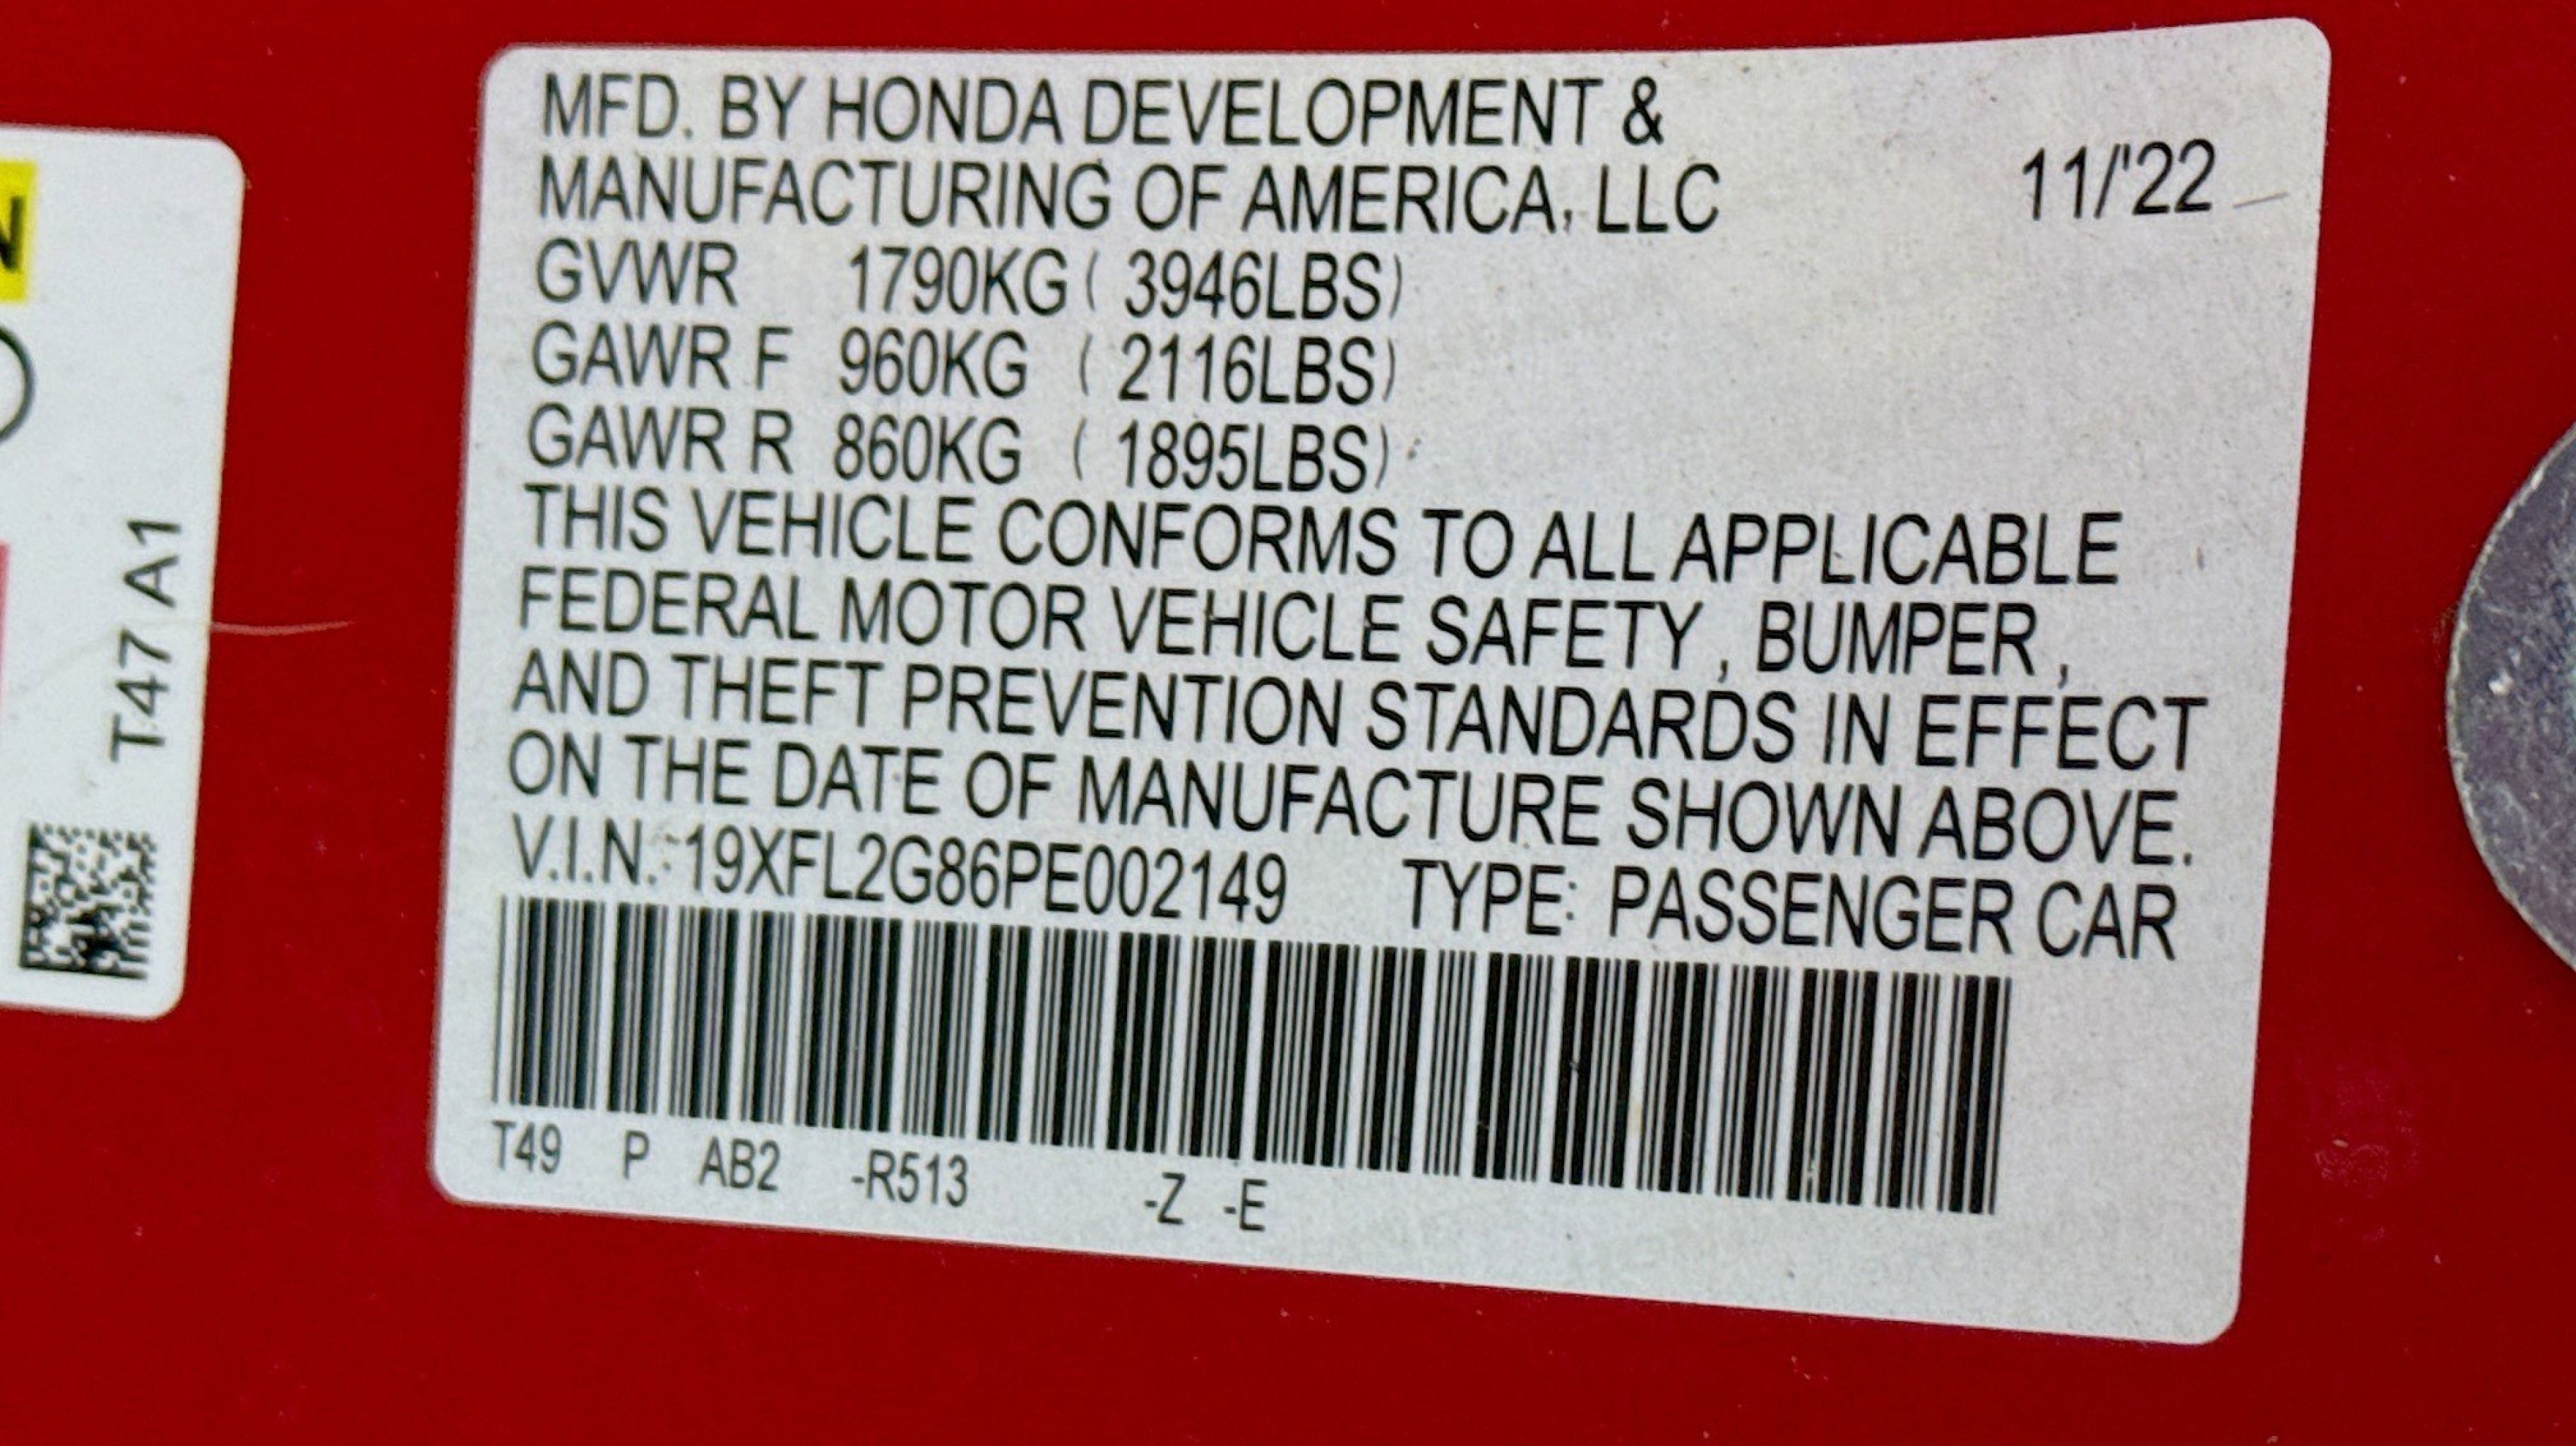 MFD. BY HONDA DEVELOPMENT &
MANUFACTURING OF AMERICA, LLC 11/'22
GVWR 1790KG ( 3946LBS)
GAWR F 960KG ( 2116LBS)
GAWR R 860KG ( 1895LBS)
THIS VEHICLE CONFORMS TO ALL APPLICABLE
FEDERAL MOTOR VEHICLE SAFETY , BUMPER ,
AND THEFT PREVENTION STANDARDS IN EFFECT
ON THE DATE OF MANUFACTURE SHOWN ABOVE.
V.I.N.: 19XFL2G86PE002149 TYPE: PASSENGER CAR
T49 P AB2 -R513 -Z -E
T47 A1
N